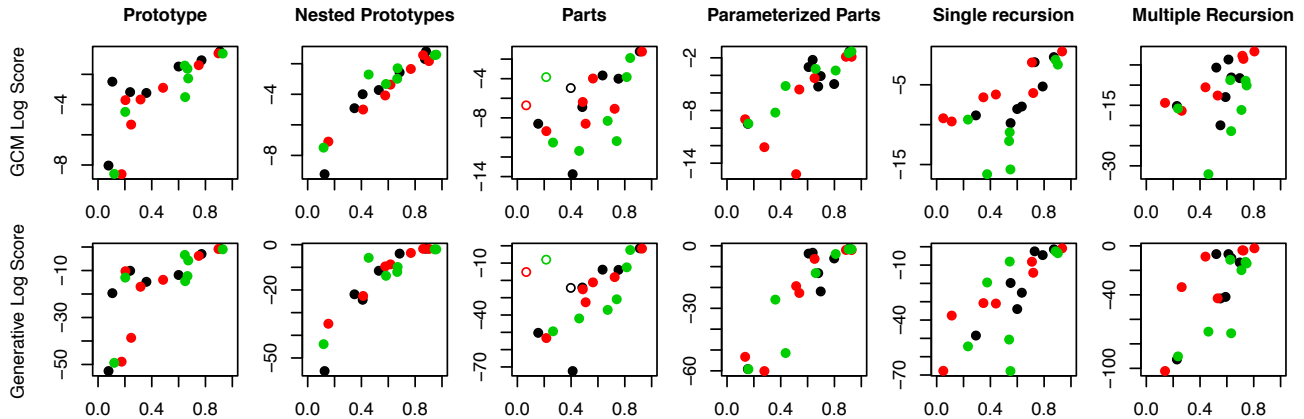 Prototype Nested Prototypes Parts Parameterized Parts Single recursion Multiple Recursion
GCM Log Score
−4
−8
0.0 0.4 0.8
−4
−8
0.0 0.4 0.8
−4
−8
−14
0.0 0.4 0.8
−2
−8
−14
0.0 0.4 0.8
−5
−15
0.0 0.4 0.8
−5
−15
−30
0.0 0.4 0.8
Generative Log Score
−10
−30
−50
0.0 0.4 0.8
0
−20
−50
0.0 0.4 0.8
−10
−40
−70
0.0 0.4 0.8
0
−30
−60
0.0 0.4 0.8
−10
−40
−70
0.0 0.4 0.8
0
−40
−100
0.0 0.4 0.8